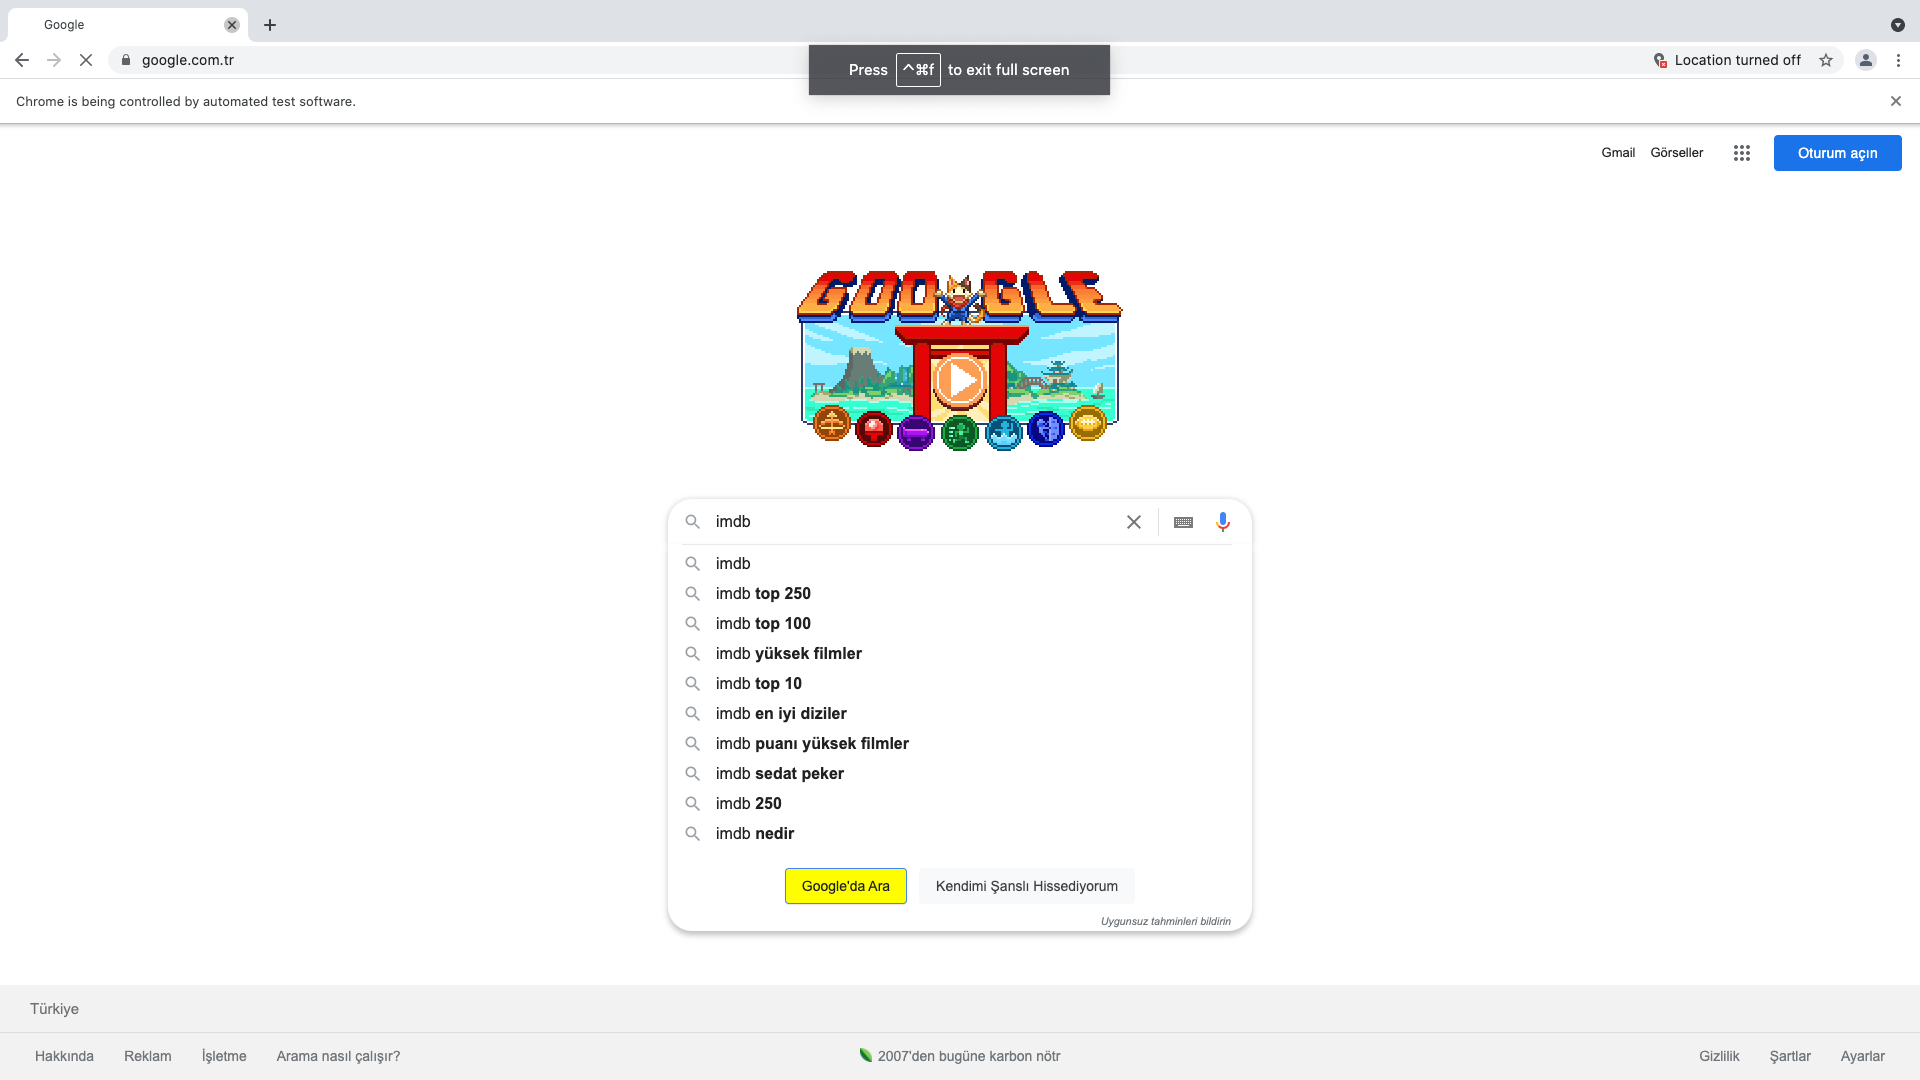 Google
google.com.tr
Press ^⌘f to exit full screen
Location turned off
Chrome is being controlled by automated test software.
Gmail Görseller Oturum açın
GOOGLE
imdb
imdb
imdb top 250
imdb top 100
imdb yüksek filmler
imdb top 10
imdb en iyi diziler
imdb puanı yüksek filmler
imdb sedat peker
imdb 250
imdb nedir
Google'da Ara Kendimi Şanslı Hissediyorum
Uygunsuz tahminleri bildirin
Türkiye
Hakkında Reklam İşletme Arama nasıl çalışır? 2007'den bugüne karbon nötr Gizlilik Şartlar Ayarlar